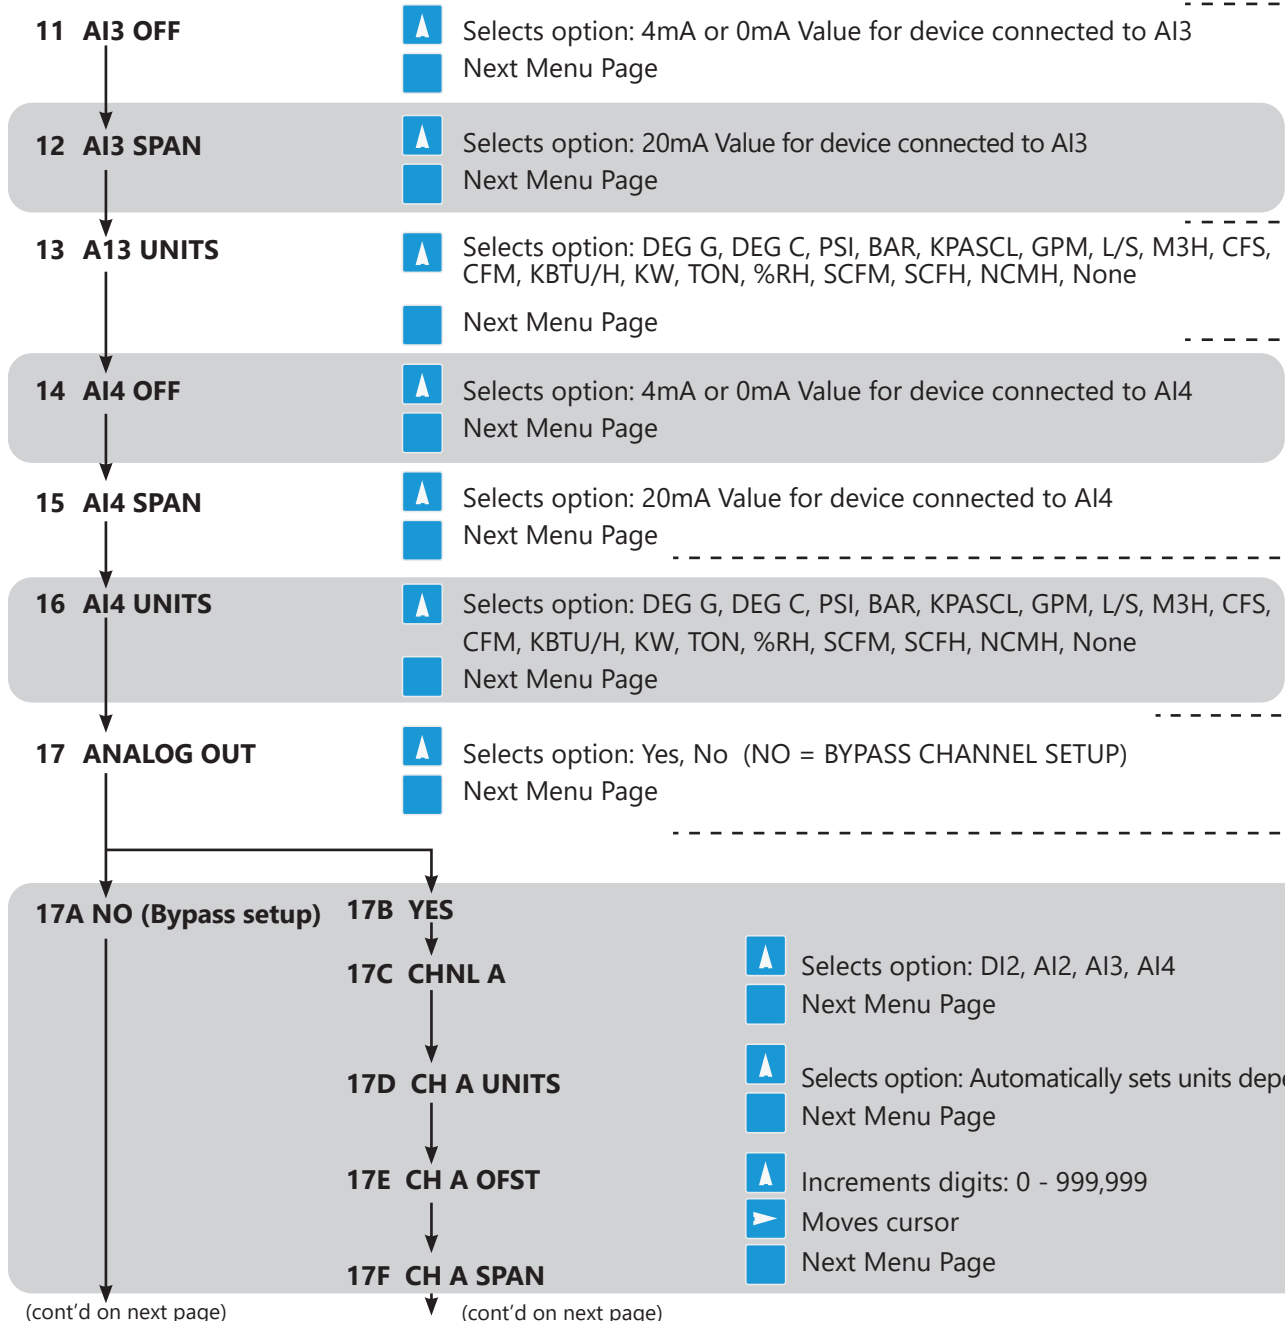 11 AI3 OFF
Selects option: 4mA or 0mA Value for device connected to AI3
Next Menu Page
12 AI3 SPAN
Selects option: 20mA Value for device connected to AI3
Next Menu Page
13 A13 UNITS
Selects option: DEG G, DEG C, PSI, BAR, KPASCL, GPM, L/S, M3H, CFS,
CFM, KBTU/H, KW, TON, %RH, SCFM, SCFH, NCMH, None
Next Menu Page
14 AI4 OFF
Selects option: 4mA or 0mA Value for device connected to AI4
Next Menu Page
15 AI4 SPAN
Selects option: 20mA Value for device connected to AI4
Next Menu Page
16 AI4 UNITS
Selects option: DEG G, DEG C, PSI, BAR, KPASCL, GPM, L/S, M3H, CFS,
CFM, KBTU/H, KW, TON, %RH, SCFM, SCFH, NCMH, None
Next Menu Page
17 ANALOG OUT
Selects option: Yes, No (NO = BYPASS CHANNEL SETUP)
Next Menu Page
17A NO (Bypass setup)
17B YES
17C CHNL A
Selects option: DI2, AI2, AI3, AI4
Next Menu Page
17D CH A UNITS
Selects option: Automatically sets units
Next Menu Page
17E CH A OFST
Increments digits: 0 - 999,999
Moves cursor
Next Menu Page
17F CH A SPAN
(cont'd on next page)
(cont'd on next page)